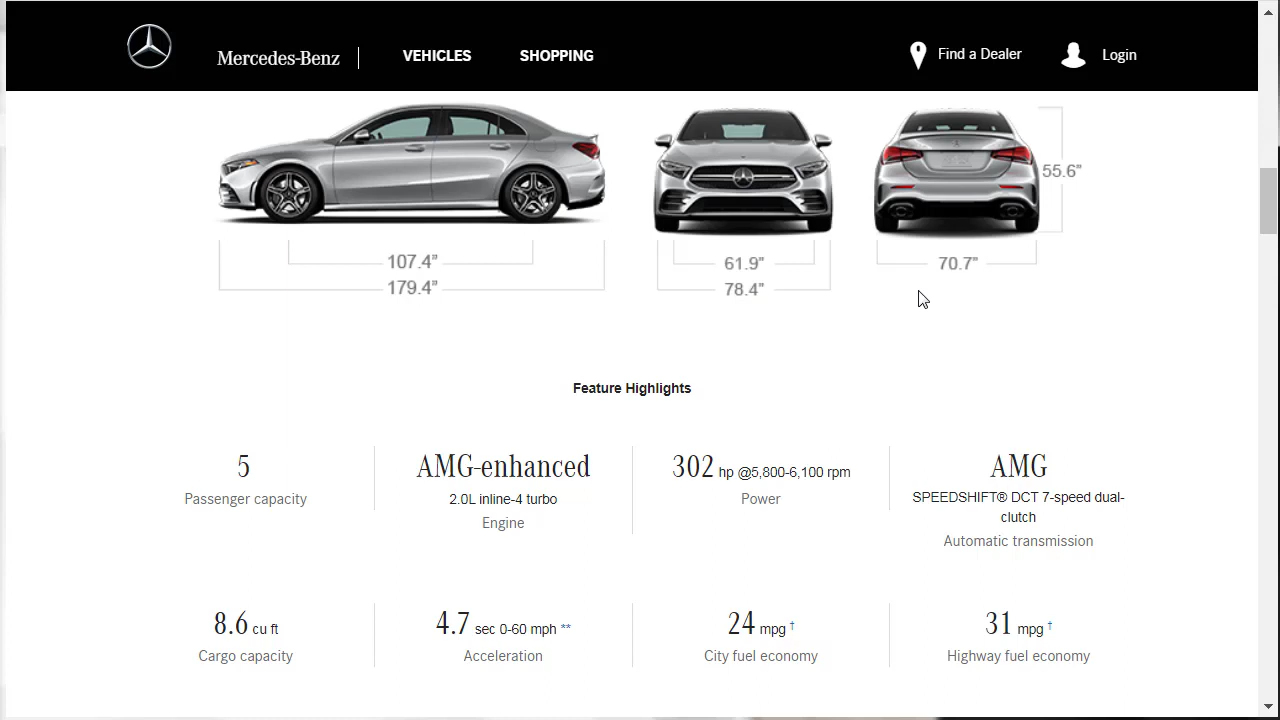 Mercedes-Benz
VEHICLES
SHOPPING
Find a Dealer
Login
55.6”
107.4”
179.4”
61.9”
78.4”
70.7”
Feature Highlights
5
Passenger capacity
AMG-enhanced
2.0L inline-4 turbo
Engine
302 hp @5,800-6,100 rpm
Power
AMG
SPEEDSHIFT® DCT 7-speed dual-
clutch
Automatic transmission
8.6 cu ft
Cargo capacity
4.7 sec 0-60 mph **
Acceleration
24 mpg †
City fuel economy
31 mpg †
Highway fuel economy